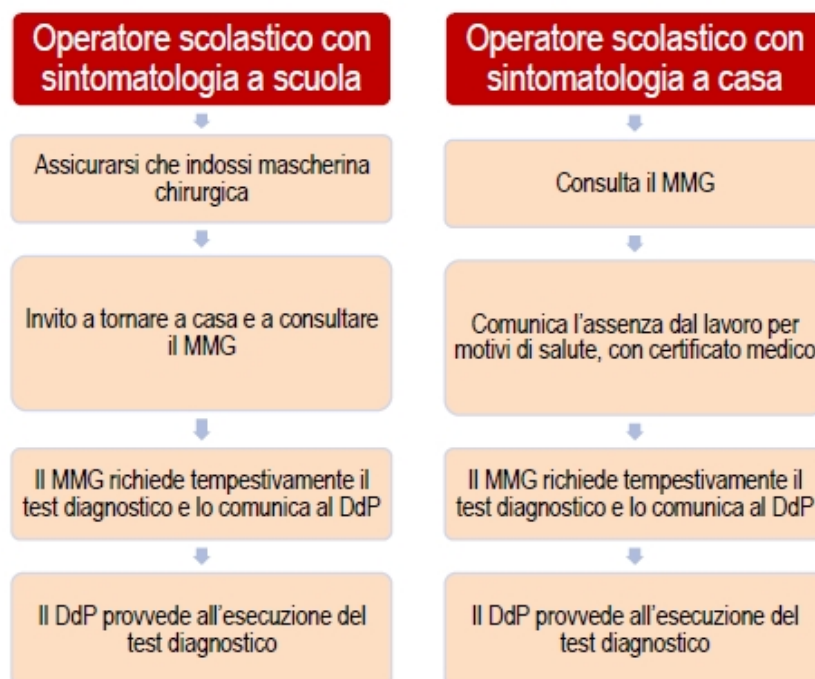 Operatore scolastico con
sintomatologia a scuola
Assicurarsi che indossi mascherina
chirurgica
Invito a tornare a casa e a consultare
il MMG
Il MMG richiede tempestivamente il
test diagnostico e lo comunica al DdP
Il DdP provvede all'esecuzione del
test diagnostico
Operatore scolastico con
sintomatologia a casa
Consulta il MMG
Comunica l'assenza dal lavoro per
motivi di salute, con certificato medico
Il MMG richiede tempestivamente il
test diagnostico e lo comunica al DdP
Il DdP provvede all'esecuzione del
test diagnostico